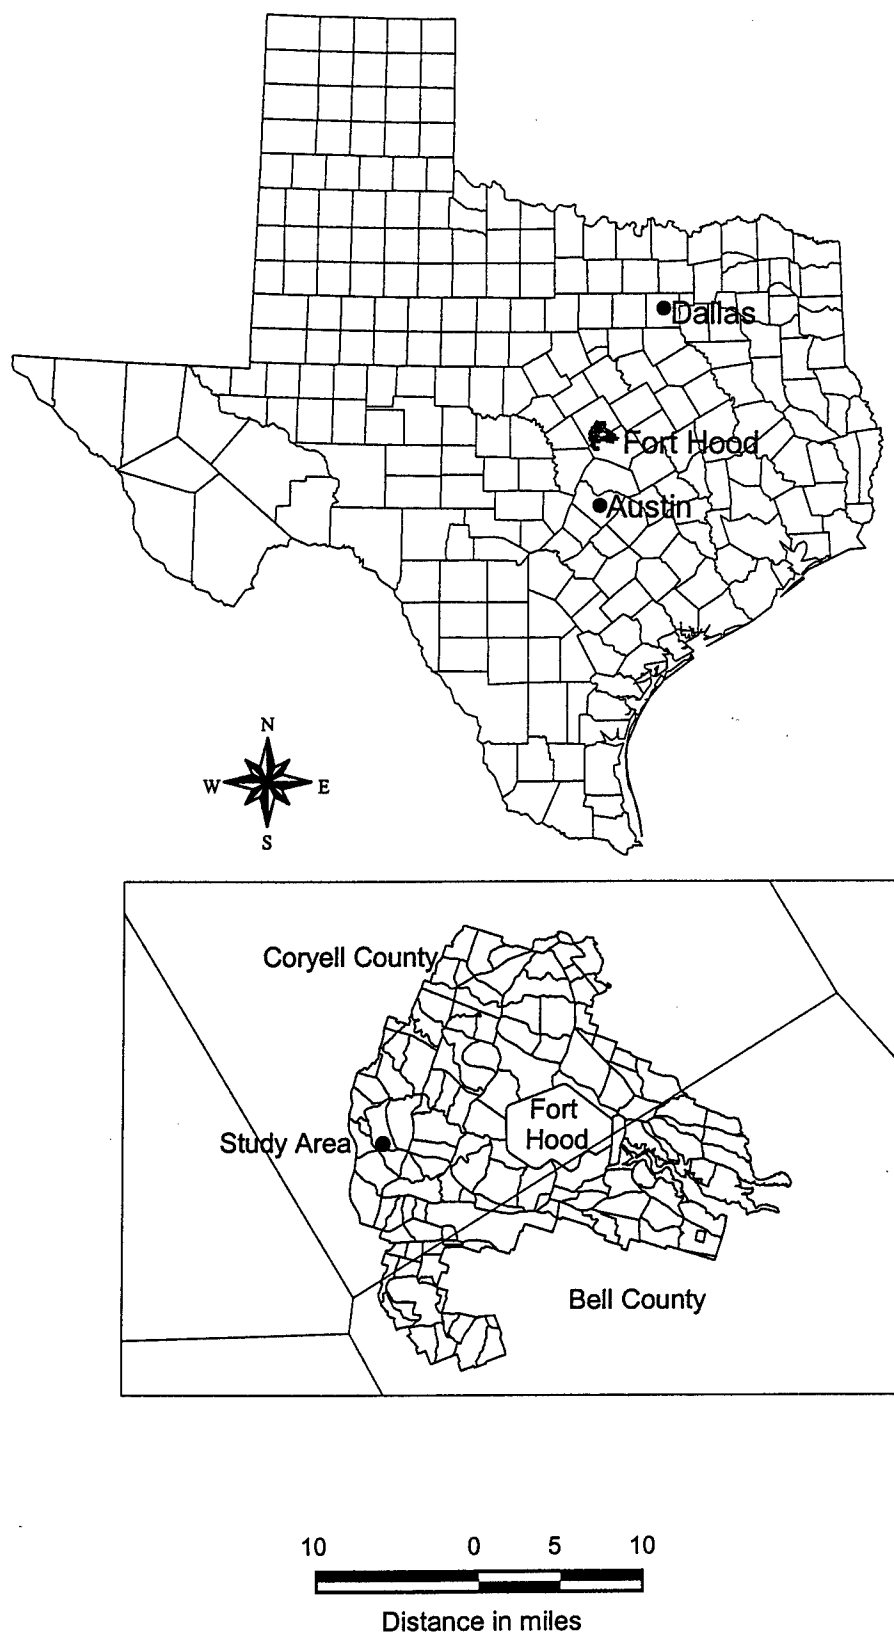 Dallas
Fort Hood
Austin
N
W E
S
Coryell County
Fort
Hood
Study Area
Bell County
10 0 5 10
Distance in miles